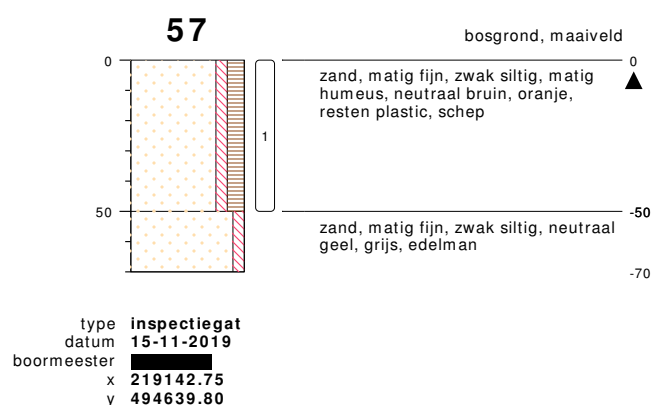 57
bosgrond, maaiveld
0
0
zand, matig fijn, zwak siltig, matig
humeus, neutraal bruin, oranje,
resten plastic, schep
1
50
-50
zand, matig fijn, zwak siltig, neutraal
geel, grijs, edelman
-70
type inspectiegat
datum 15-11-2019
boormeester
x 219142.75
y 494639.80